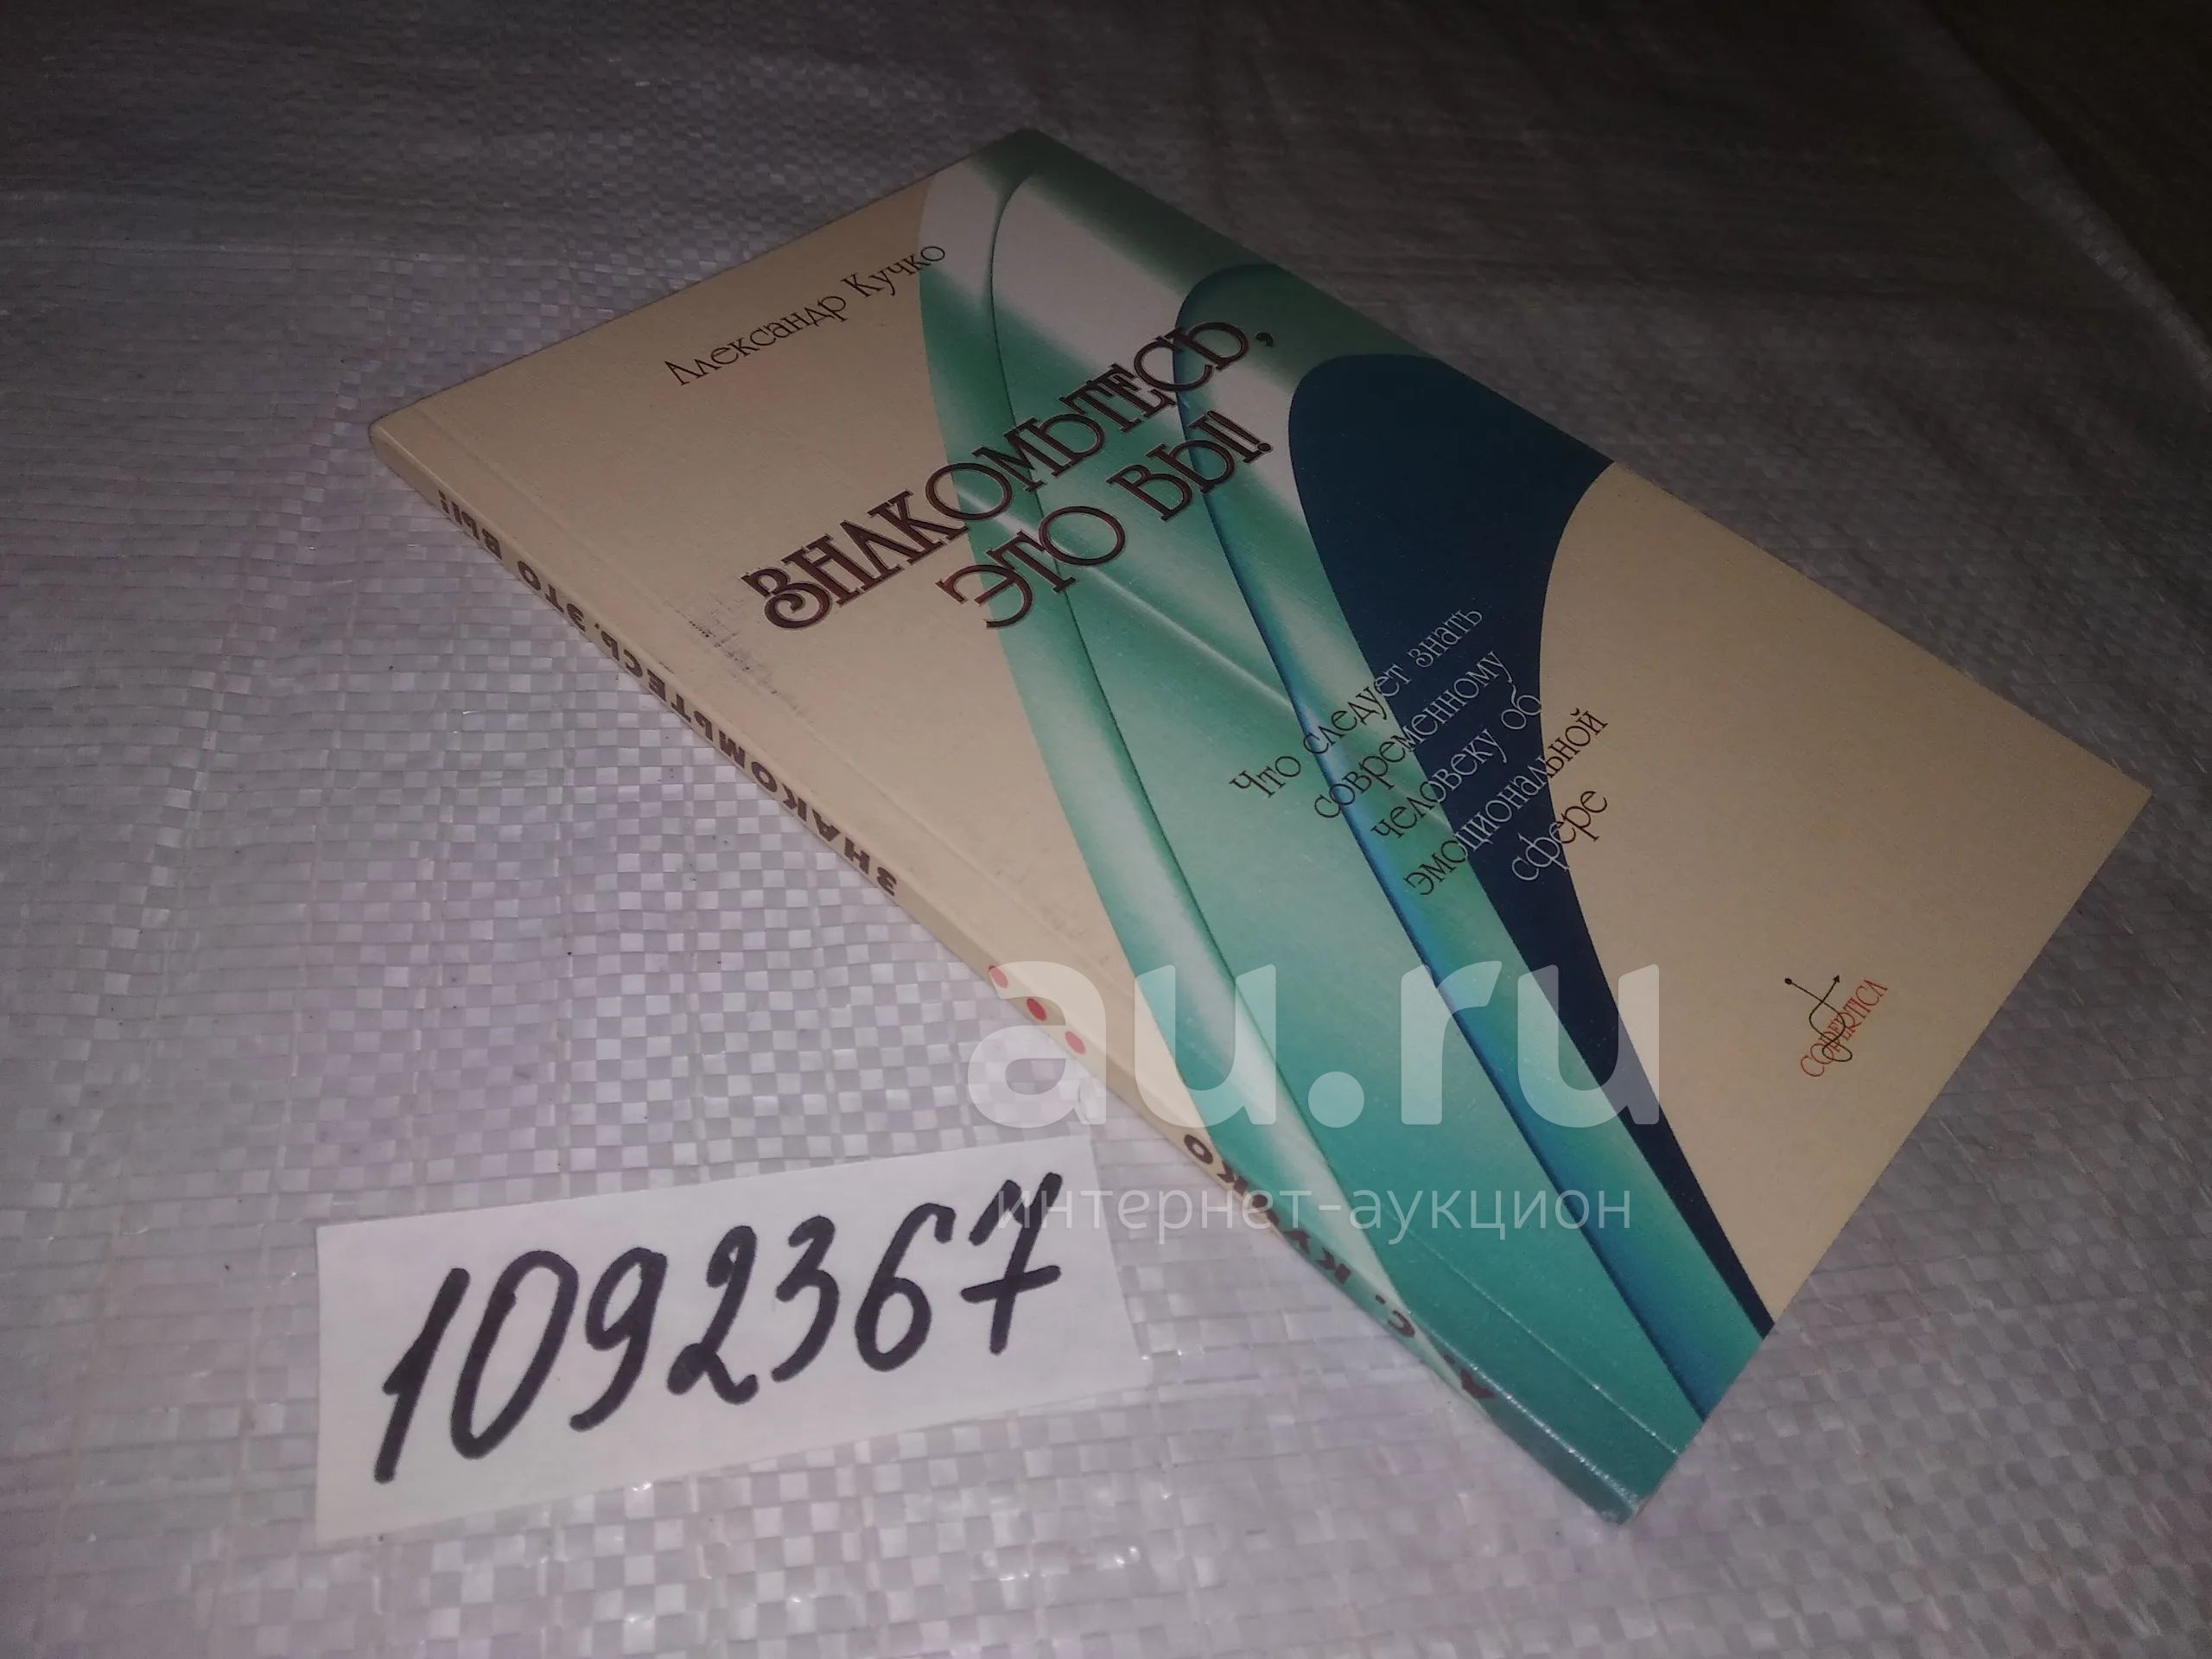 Александр Кучко
ЗНАКОМЬТЕСЬ,
ЭТО ВЫ!
Что следует знать
современному
человеку об
эмоциональной
сфере
COPERTICA
А. С. КУЧКО
ЗНАКОМЬТЕСЬ, ЭТО ВЫ!
au.ru
интернет-аукцион
1092367